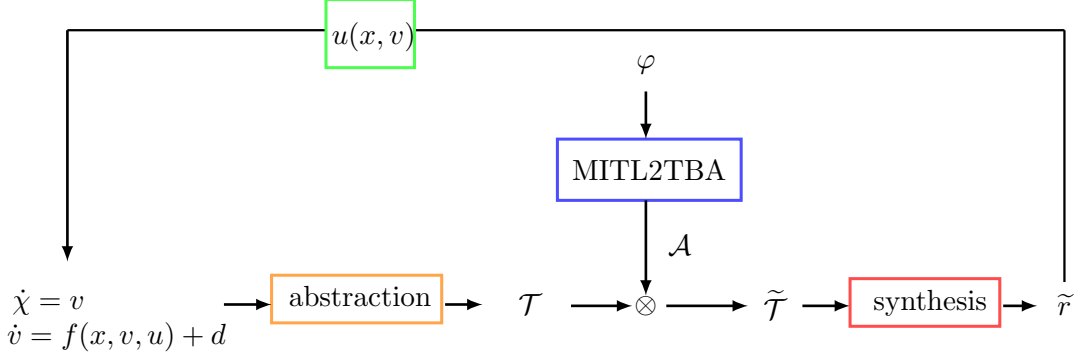 u(x, v)
φ
MITL2TBA
𝒜
χ̇ = v
v̇ = f(x, v, u) + d
abstraction
𝒯
⊗
𝒯̃
synthesis
r̃